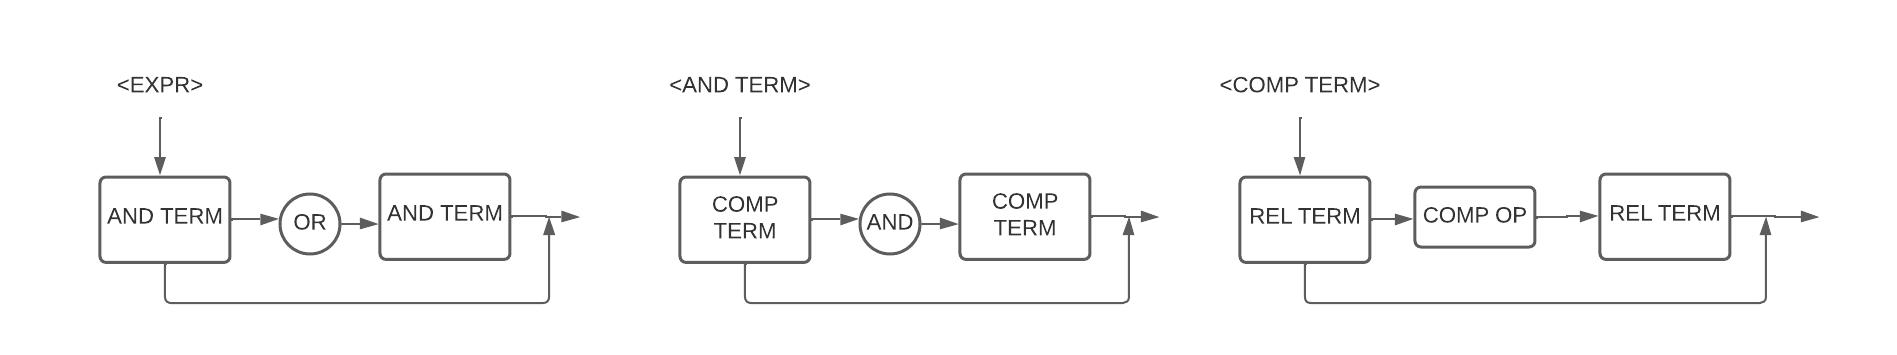 <EXPR>
AND TERM
OR
AND TERM
<AND TERM>
COMP
TERM
AND
COMP
TERM
<COMP TERM>
REL TERM
COMP OP
REL TERM